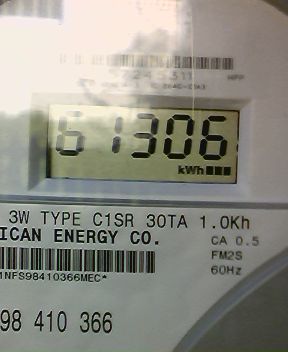 61306
kWh
3W TYPE C1SR 30TA 1.0Kh
ICAN ENERGY CO.
CA 0.5
FM2S
60Hz
1NFS98410366MEC*
98 410 366